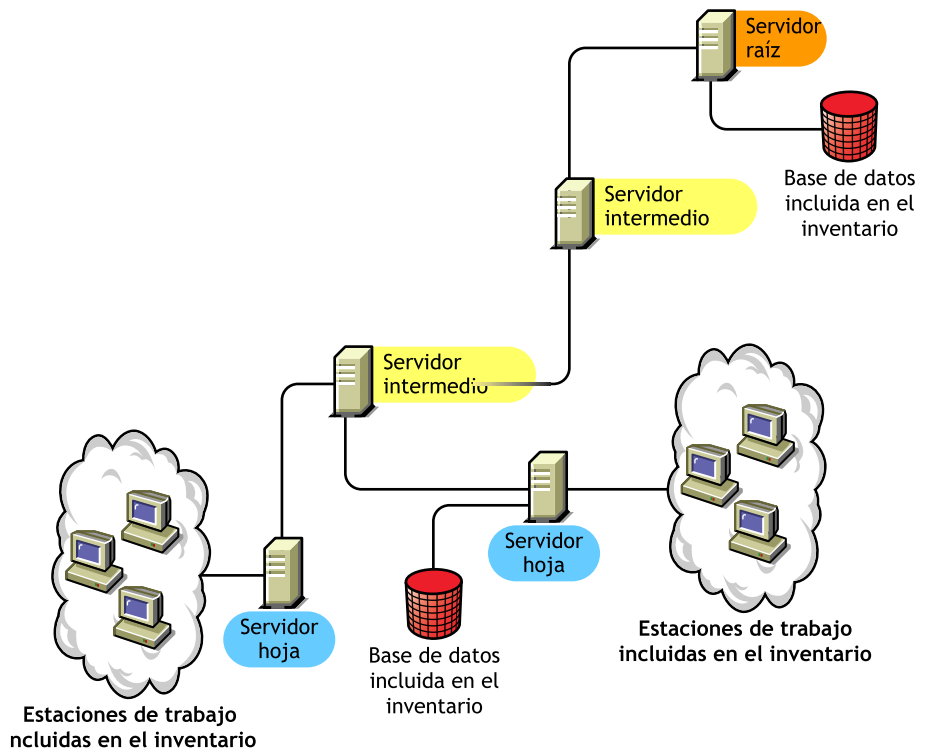 Servidor
raíz
Base de datos
incluida en el
inventario
Servidor
intermedio
Servidor
intermedio
Servidor
hoja
Servidor
hoja
Base de datos
incluida en el
inventario
Estaciones de trabajo
incluidas en el inventario
Estaciones de trabajo
ncluidas en el inventario